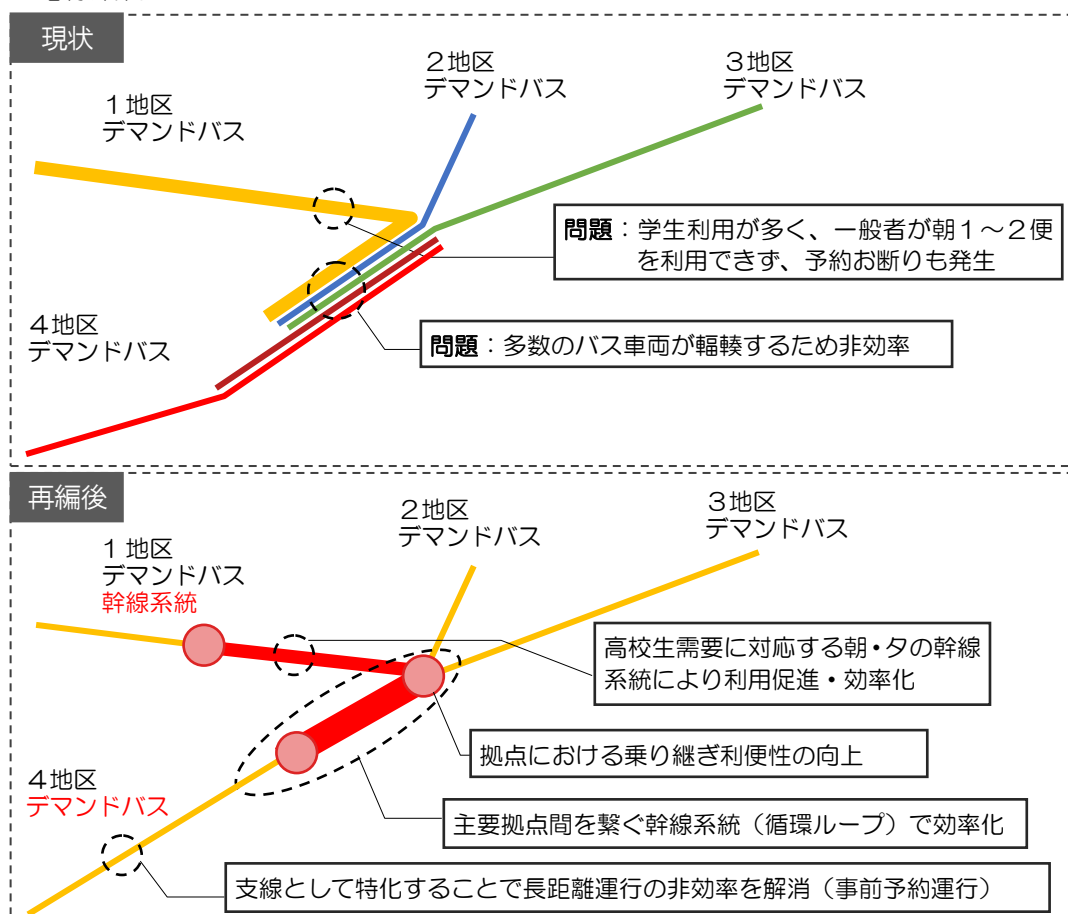 現状
１地区
デマンドバス
２地区
デマンドバス
３地区
デマンドバス
問題：学生利用が多く、一般者が朝１～２便
を利用できず、予約お断りも発生
４地区
デマンドバス
問題：多数のバス車両が輻輳するため非効率
再編後
１地区
デマンドバス
幹線系統
２地区
デマンドバス
３地区
デマンドバス
高校生需要に対応する朝・夕の幹線
系統により利用促進・効率化
拠点における乗り継ぎ利便性の向上
４地区
デマンドバス
主要拠点間を繋ぐ幹線系統（循環ループ）で効率化
支線として特化することで長距離運行の非効率を解消（事前予約運行）